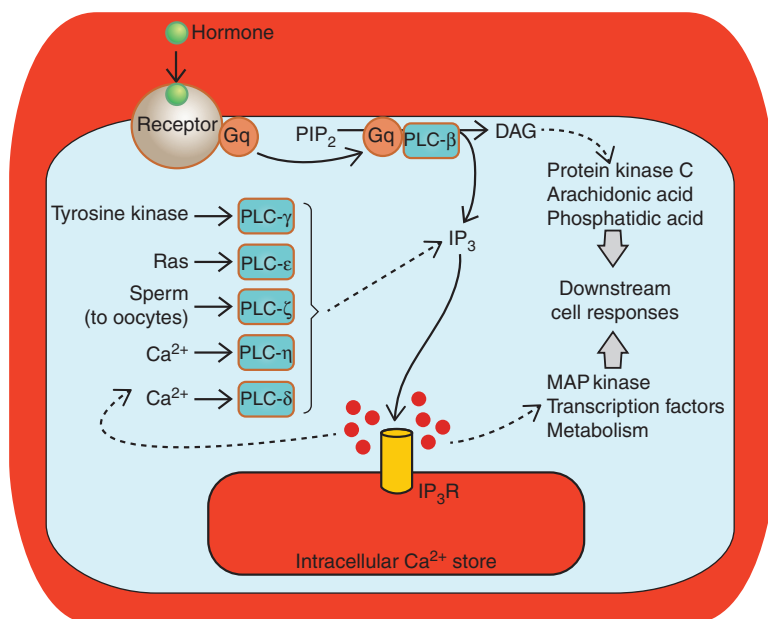 Hormone
Receptor
Gq
PIP₂
Gq
PLC-β
DAG
Protein kinase C
Arachidonic acid
Phosphatidic acid
Tyrosine kinase
PLC-γ
Ras
PLC-ε
Sperm
(to oocytes)
PLC-ζ
Ca²⁺
PLC-η
Ca²⁺
PLC-δ
IP₃
Downstream
cell responses
MAP kinase
Transcription factors
Metabolism
IP₃R
Intracellular Ca²⁺ store